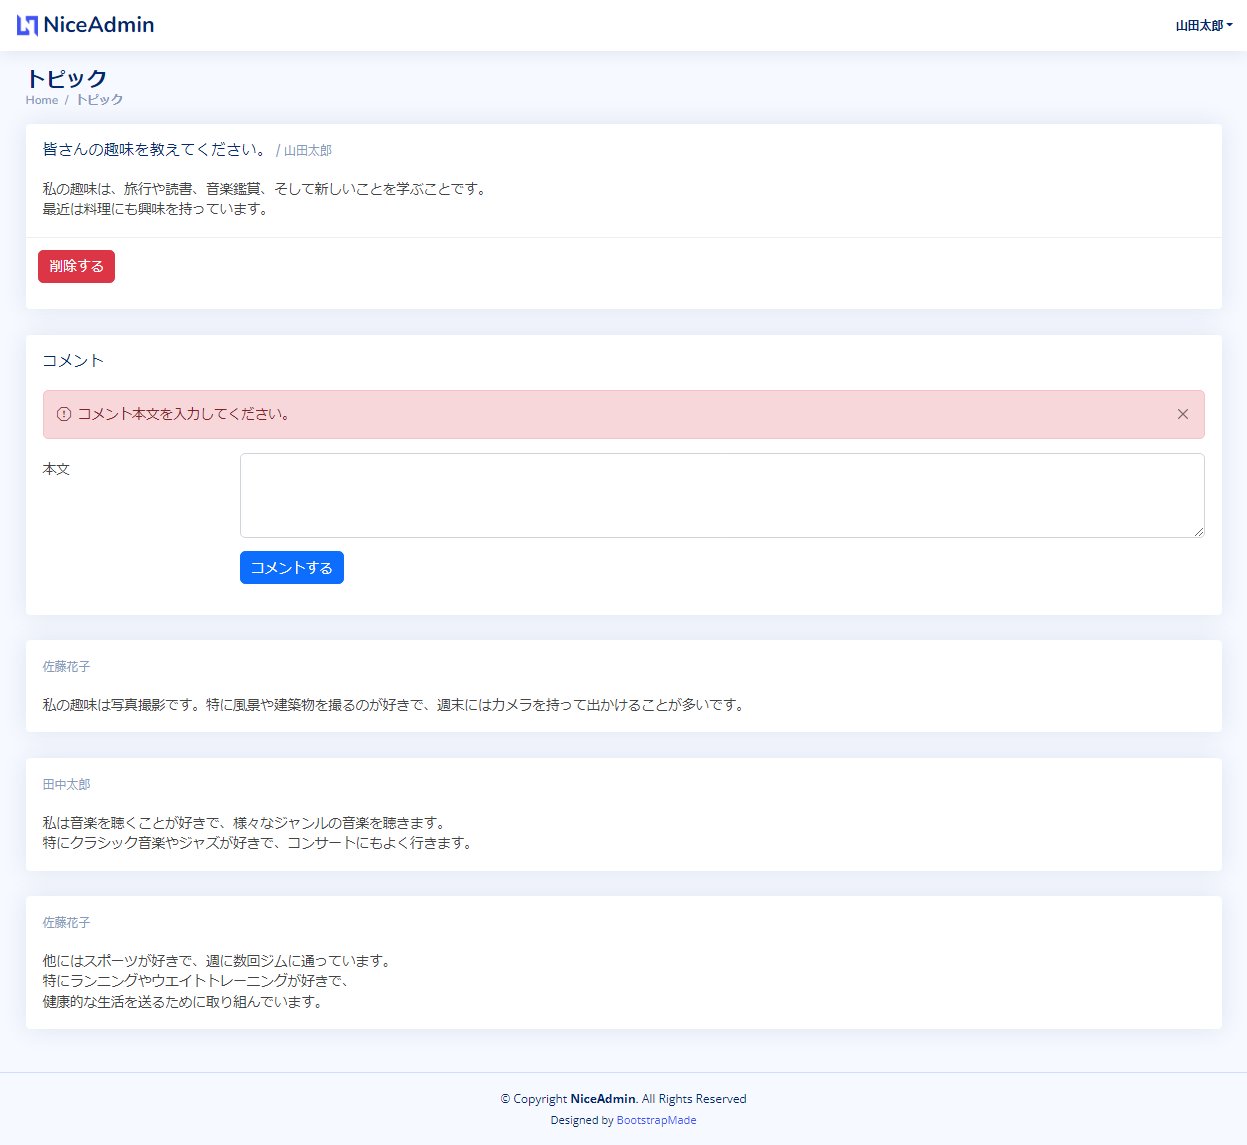 NiceAdmin
山田太郎
トピック
Home / トピック
皆さんの趣味を教えてください。 / 山田太郎
私の趣味は、旅行や読書、音楽鑑賞、そして新しいことを学ぶことです。
最近は料理にも興味を持っています。
削除する
コメント
コメント本文を入力してください。
本文
コメントする
佐藤花子
私の趣味は写真撮影です。特に風景や建築物を撮るのが好きで、週末にはカメラを持って出かけることが多いです。
田中太郎
私は音楽を聴くことが好きで、様々なジャンルの音楽を聴きます。
特にクラシック音楽やジャズが好きで、コンサートにもよく行きます。
佐藤花子
他にはスポーツが好きで、週に数回ジムに通っています。
特にランニングやウエイトトレーニングが好きで、
健康的な生活を送るために取り組んでいます。
© Copyright NiceAdmin. All Rights Reserved
Designed by BootstrapMade